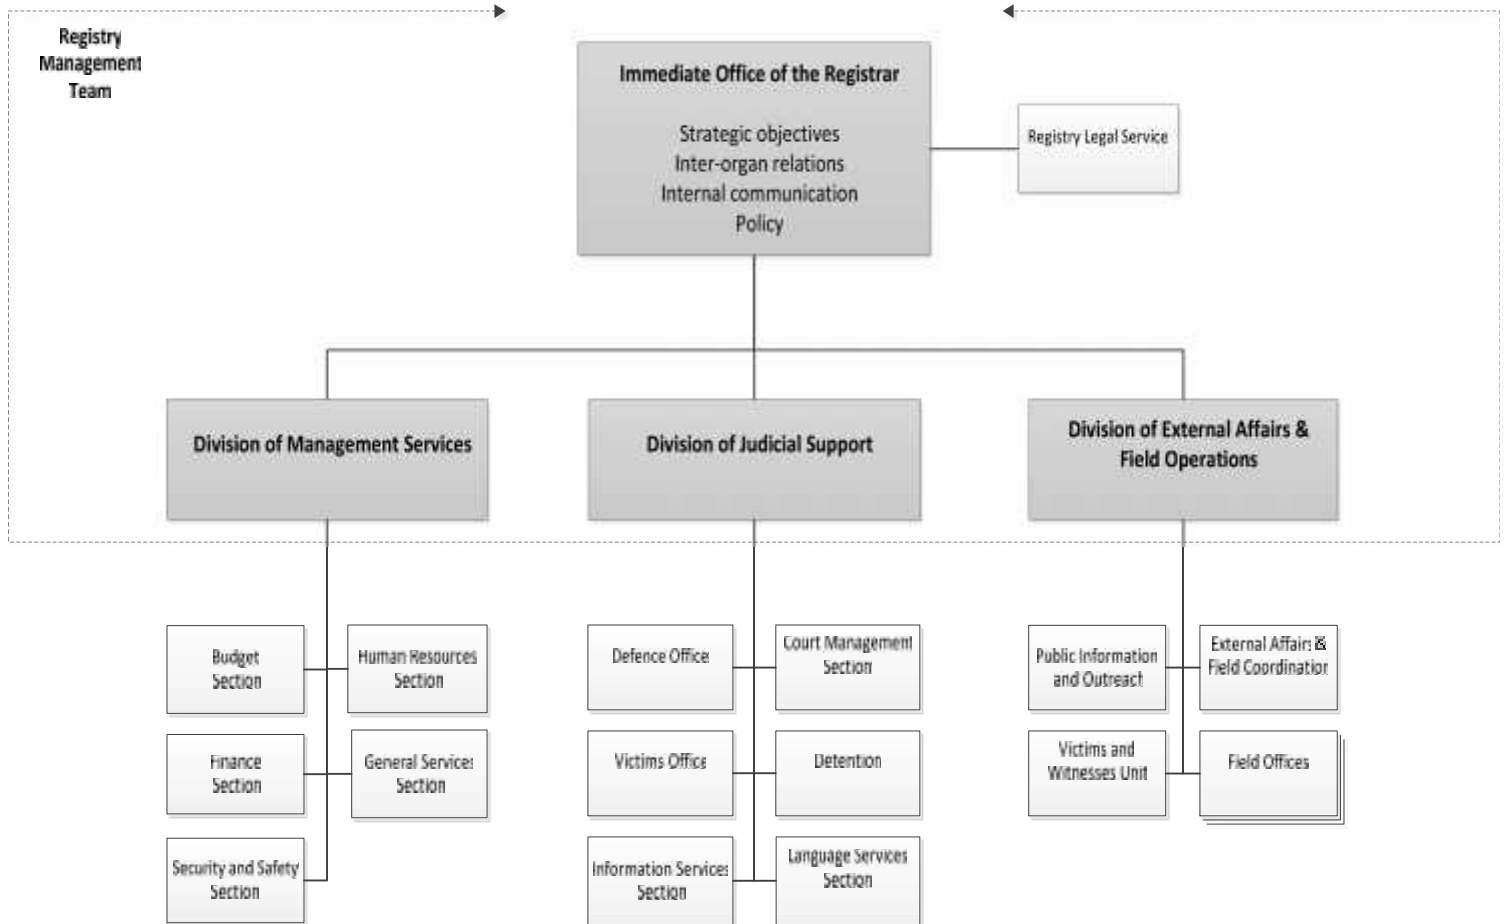 Registry
Management
Team
Immediate Office of the Registrar
Strategic objectives
Inter-organ relations
Internal communication
Policy
Registry Legal Service
Division of Management Services
Division of Judicial Support
Division of External Affairs &
Field Operations
Budget
Section
Human Resources
Section
Finance
Section
General Services
Section
Security and Safety
Section
Defence Office
Court Management
Section
Victims Office
Detention
Information Services
Section
Language Services
Section
Public Information
and Outreach
External Affairs &
Field Coordination
Victims and
Witnesses Unit
Field Offices